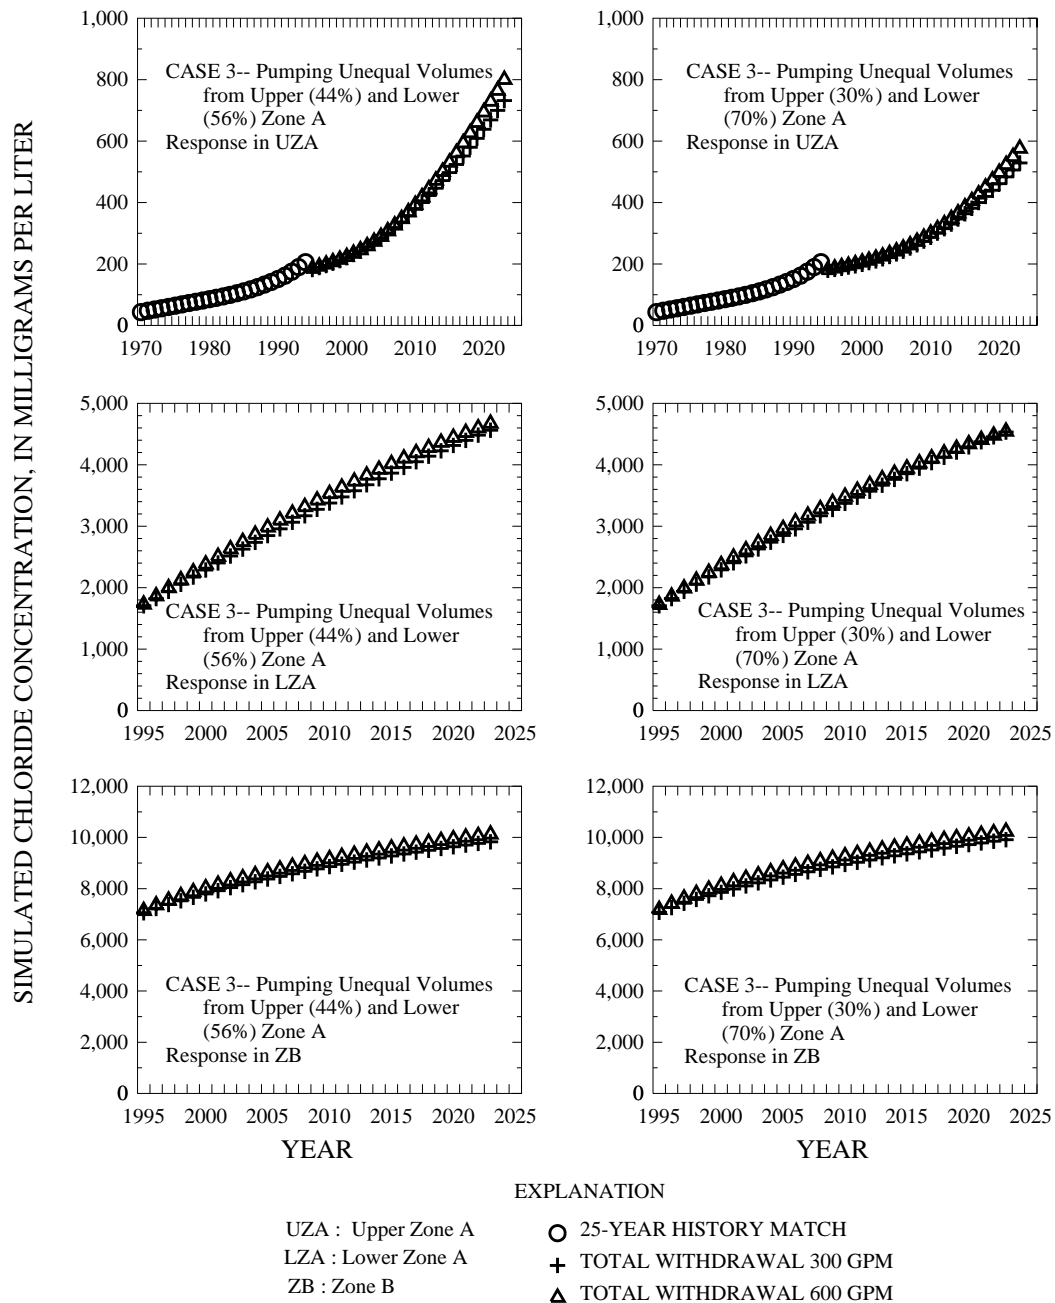 SIMULATED CHLORIDE CONCENTRATION, IN MILLIGRAMS PER LITER
1,000
800
600
400
200
0
CASE 3-- Pumping Unequal Volumes
from Upper (44%) and Lower
(56%) Zone A
Response in UZA
1970 1980 1990 2000 2010 2020
1,000
800
600
400
200
0
CASE 3-- Pumping Unequal Volumes
from Upper (30%) and Lower
(70%) Zone A
Response in UZA
1970 1980 1990 2000 2010 2020
5,000
4,000
3,000
2,000
1,000
0
CASE 3-- Pumping Unequal Volumes
from Upper (44%) and Lower
(56%) Zone A
Response in LZA
1995 2000 2005 2010 2015 2020 2025
5,000
4,000
3,000
2,000
1,000
0
CASE 3-- Pumping Unequal Volumes
from Upper (30%) and Lower
(70%) Zone A
Response in LZA
1995 2000 2005 2010 2015 2020 2025
12,000
10,000
8,000
6,000
4,000
2,000
0
CASE 3-- Pumping Unequal Volumes
from Upper (44%) and Lower
(56%) Zone A
Response in ZB
1995 2000 2005 2010 2015 2020 2025
YEAR
12,000
10,000
8,000
6,000
4,000
2,000
0
CASE 3-- Pumping Unequal Volumes
from Upper (30%) and Lower
(70%) Zone A
Response in ZB
1995 2000 2005 2010 2015 2020 2025
YEAR
EXPLANATION
UZA : Upper Zone A
LZA : Lower Zone A
ZB : Zone B
25-YEAR HISTORY MATCH
TOTAL WITHDRAWAL 300 GPM
TOTAL WITHDRAWAL 600 GPM